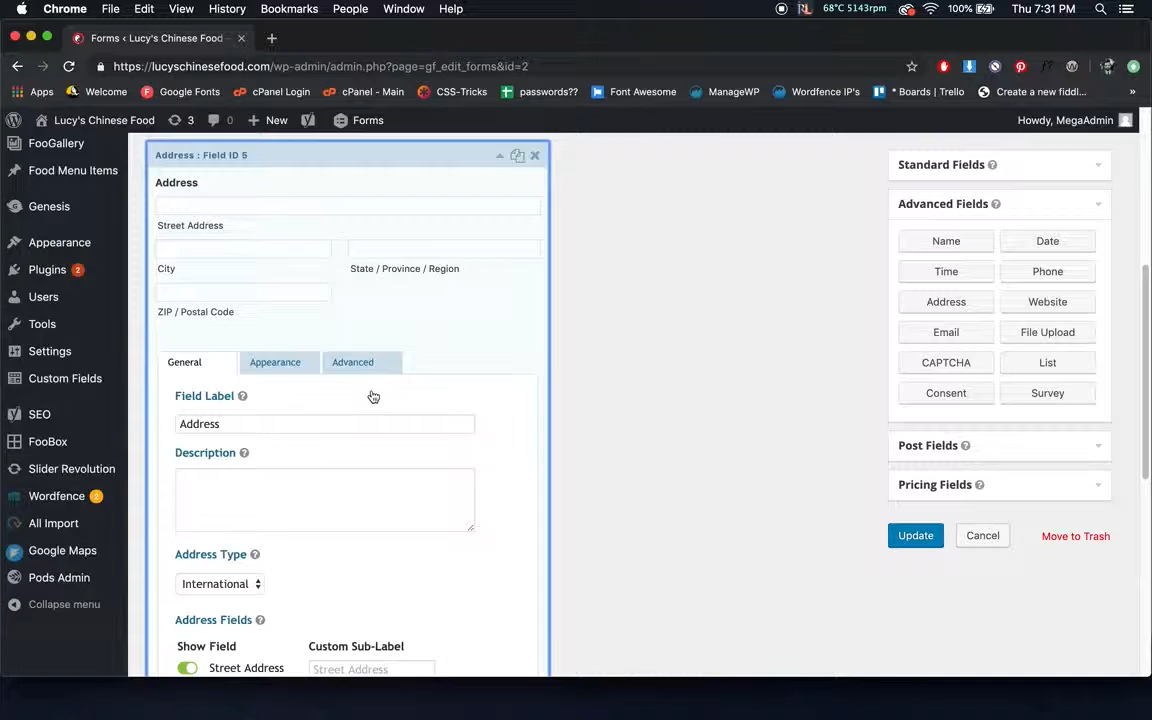 Chrome File Edit View History Bookmarks People Window Help 68°C 5143rpm 100% Thu 7:31 PM
Forms ‹ Lucy's Chinese Food
https://lucyschinesefood.com/wp-admin/admin.php?page=gf_edit_forms&id=2
Apps Welcome Google Fonts cPanel Login cPanel - Main CSS-Tricks passwords?? Font Awesome ManageWP Wordfence IP's * Boards | Trello Create a new fiddl... »
Lucy's Chinese Food 3 0 New Forms Howdy, MegaAdmin
FooGallery
Food Menu Items
Genesis
Appearance
Plugins 2
Users
Tools
Settings
Custom Fields
SEO
FooBox
Slider Revolution
Wordfence 2
All Import
Google Maps
Pods Admin
Collapse menu
Address : Field ID 5
Address
Street Address
City State / Province / Region
ZIP / Postal Code
General Appearance Advanced
Field Label
Address
Description
Address Type
International
Address Fields
Show Field Custom Sub-Label
Street Address Street Address
Standard Fields
Advanced Fields
Name Date
Time Phone
Address Website
Email File Upload
CAPTCHA List
Consent Survey
Post Fields
Pricing Fields
Update Cancel Move to Trash